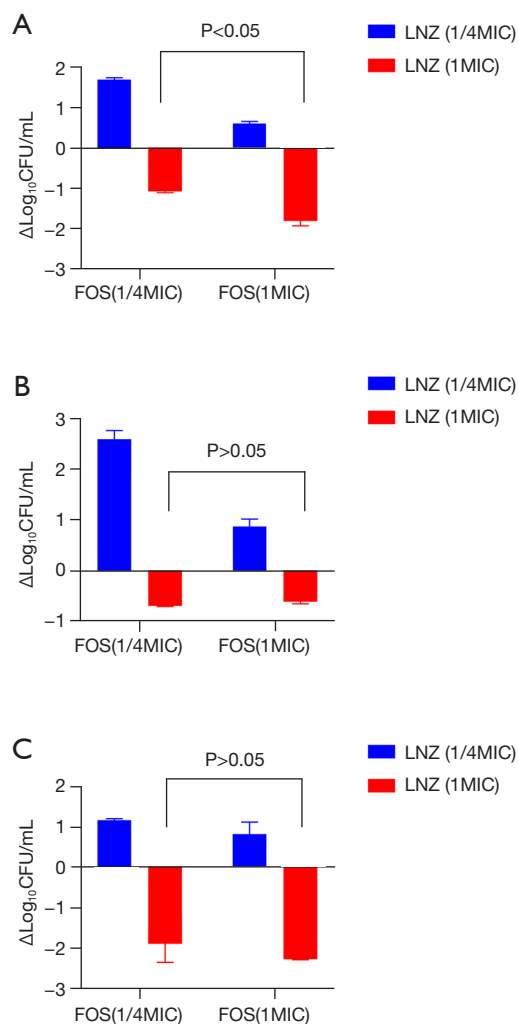 A
P<0.05
LNZ (1/4MIC)
LNZ (1MIC)
ΔLog₁₀CFU/mL
2
1
0
−1
−2
−3
FOS(1/4MIC) FOS(1MIC)
B
P>0.05
LNZ (1/4MIC)
LNZ (1MIC)
ΔLog₁₀CFU/mL
3
2
1
0
−1
FOS(1/4MIC) FOS(1MIC)
C
P>0.05
LNZ (1/4MIC)
LNZ (1MIC)
ΔLog₁₀CFU/mL
2
1
0
−1
−2
−3
FOS(1/4MIC) FOS(1MIC)